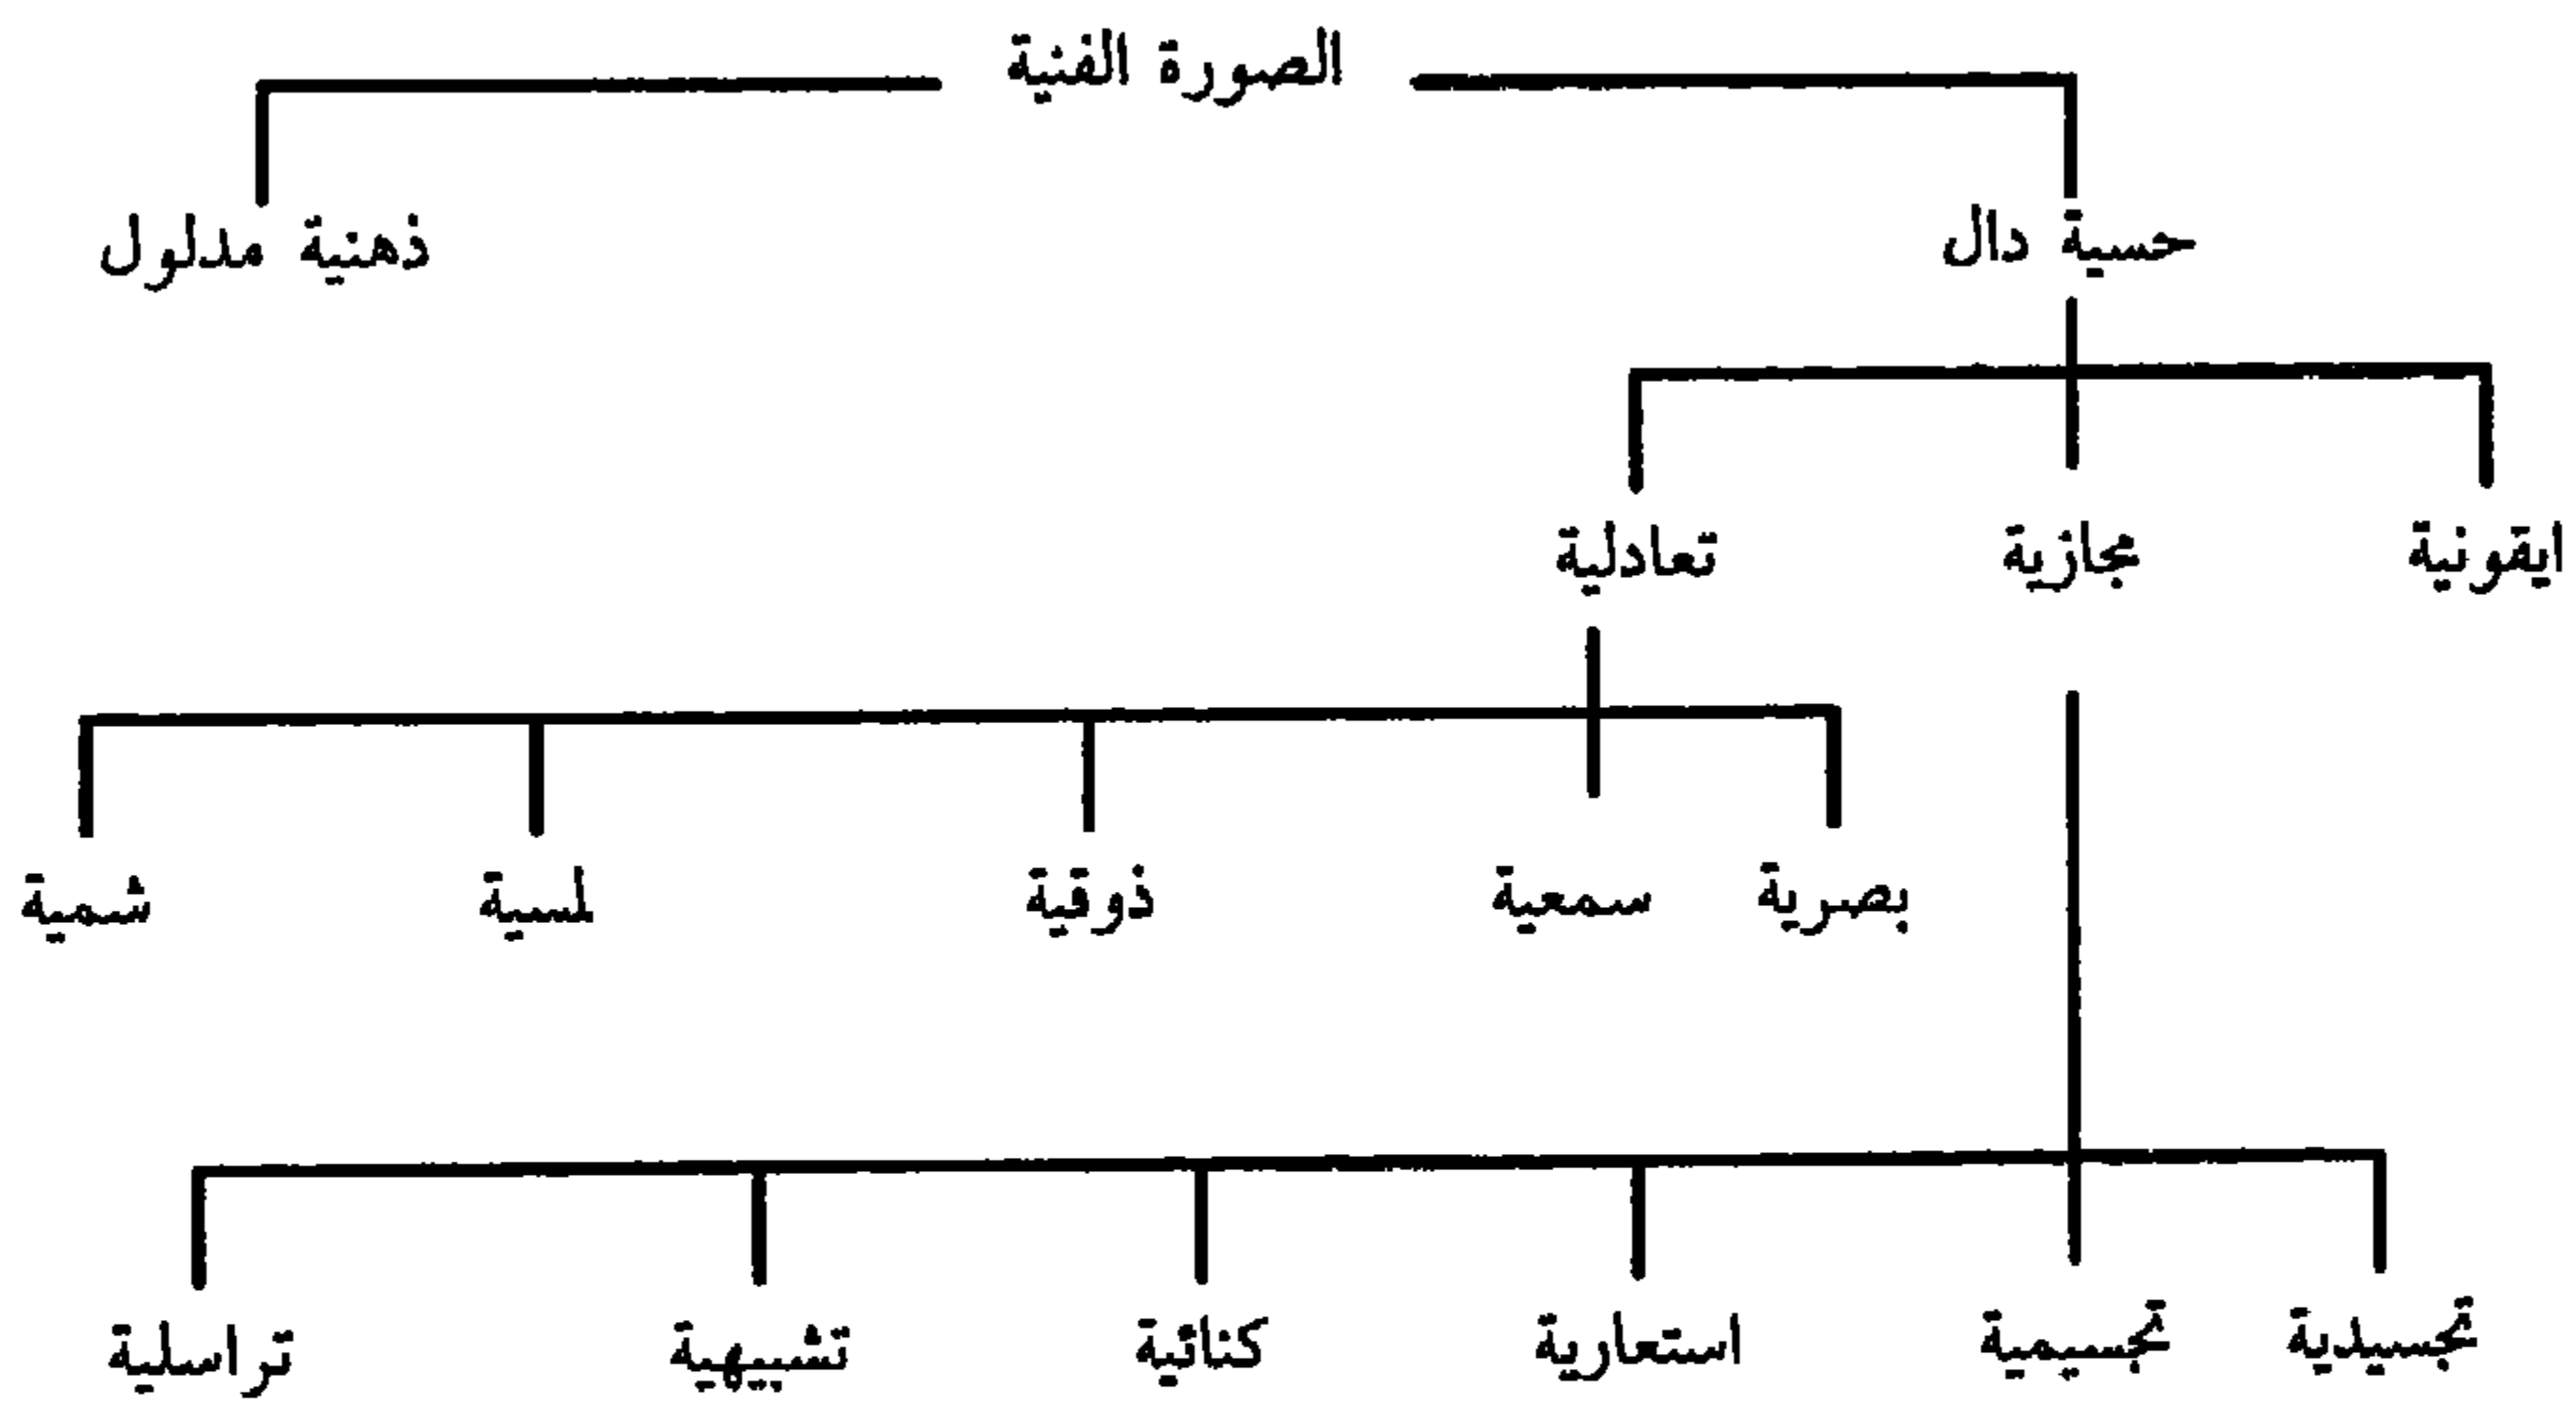 الصورة الفنية
حسية دال ذهنية مدلول
ايقونية مجازية تعادلية
بصرية سمعية ذوقية لمسية شمية
تجسيدية تجسيمية استعارية كنائية تشبيهية تراسلية